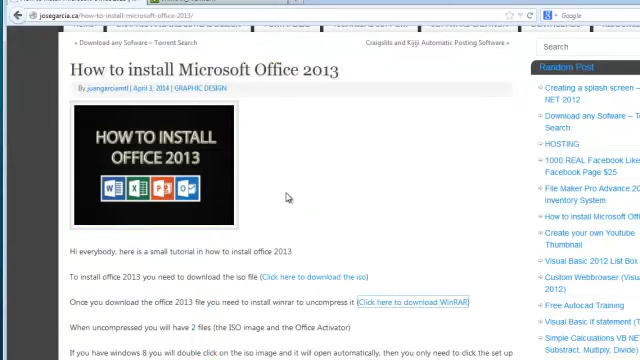 josegarcia.ca/how-to-install-microsoft-office-2013/
Google
« Download any Sofware – Torrent Search
Craigslits and Kijiji Automatic Posting Software »
How to install Microsoft Office 2013
By juangarciamtl | April 3, 2014 | GRAPHIC DESIGN
HOW TO INSTALL
OFFICE 2013
Hi everybody, here is a small tutorial in how to install office 2013
To install office 2013 you need to download the iso file (Click here to download the iso)
Once you download the office 2013 file you need to install winrar to uncompress it (Click here to download WinRAR)
When uncompressed you will have 2 files (the ISO image and the Office Activator)
If you have windows 8 you will double click on the iso image and it will open automatically, then you only need to click the set up
Search
Random Post
Creating a splash screen –
NET 2012
Download any Sofware – To
Search
HOSTING
1000 REAL Facebook Like
Facebook Page $25
File Maker Pro Advance 20
Inventory System
How to install Microsoft Offi
Create your own Youtube
Thumbnail
Visual Basic 2012 List Box
Custom Webbrowser (Visua
2012)
Free Autocad Training
Visual Basic if statement (T
Simple Calculations VB NE
Substract, Multiply, Divide)